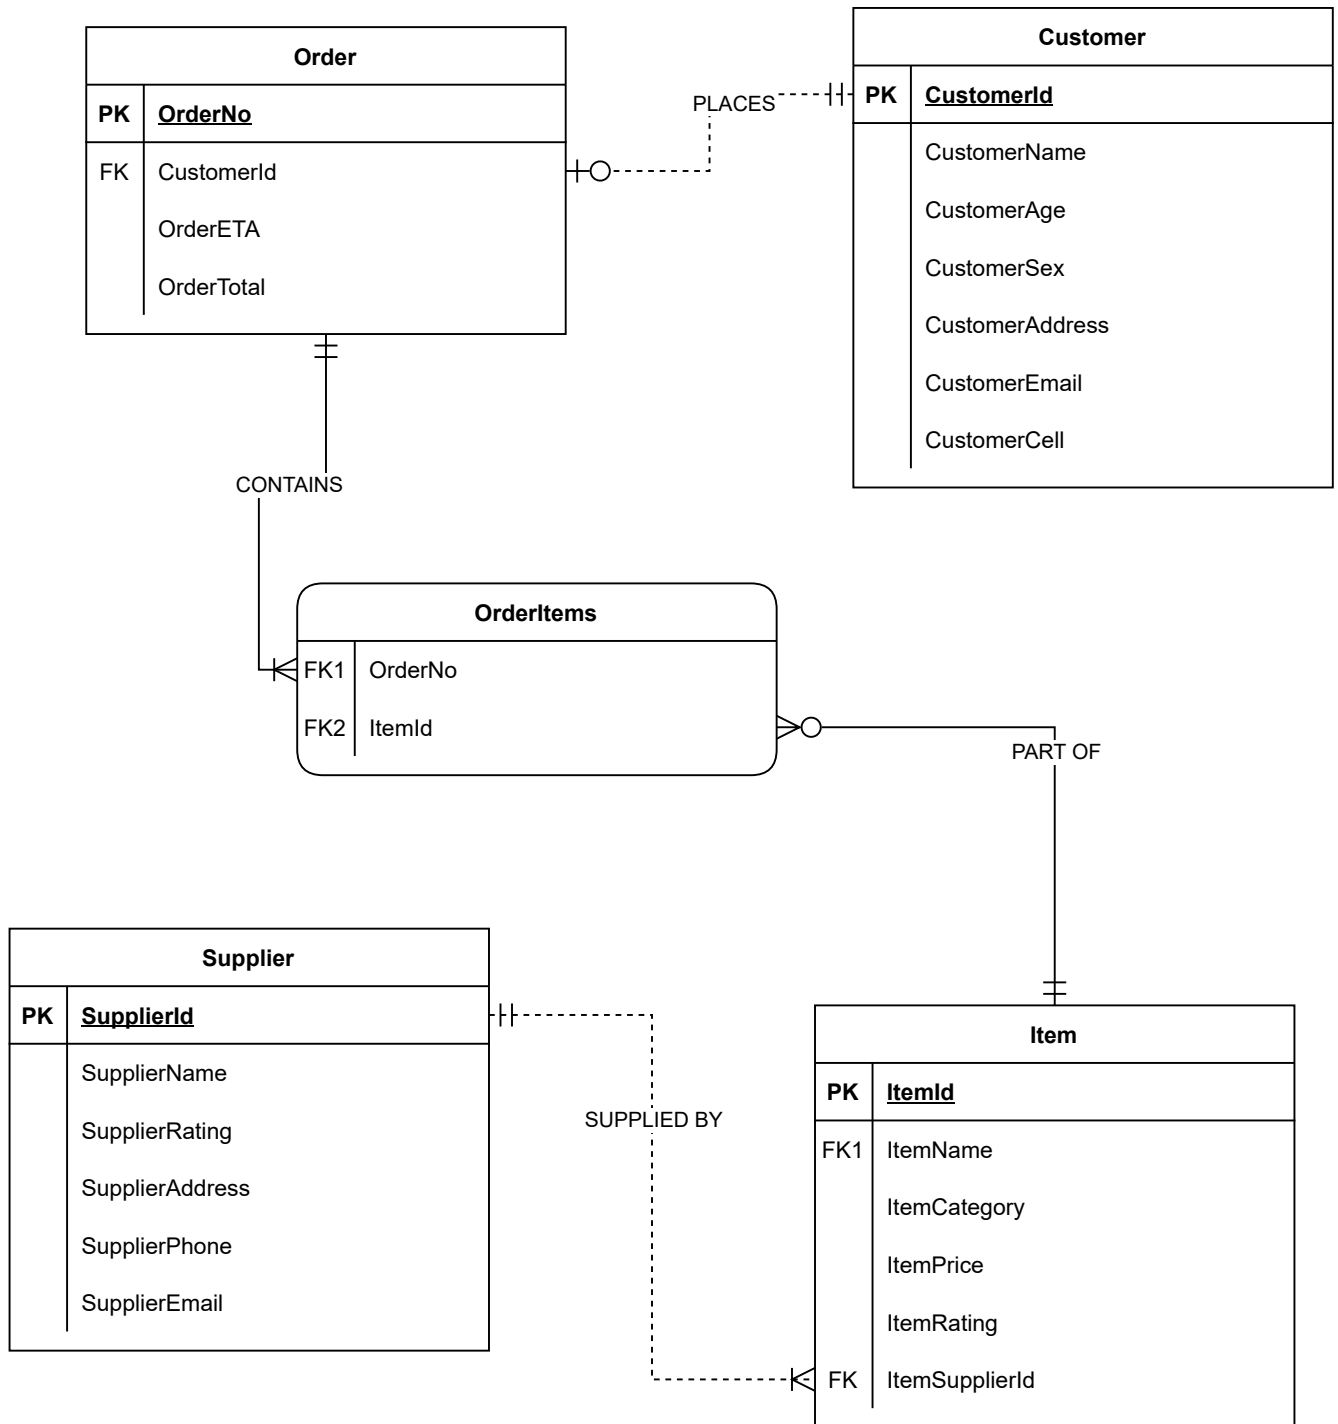 Order
PK OrderNo
FK CustomerId
OrderETA
OrderTotal
PLACES
Customer
PK CustomerId
CustomerName
CustomerAge
CustomerSex
CustomerAddress
CustomerEmail
CustomerCell
CONTAINS
OrderItems
FK1 OrderNo
FK2 ItemId
PART OF
Supplier
PK SupplierId
SupplierName
SupplierRating
SupplierAddress
SupplierPhone
SupplierEmail
SUPPLIED BY
Item
PK ItemId
FK1 ItemName
ItemCategory
ItemPrice
ItemRating
FK ItemSupplierId